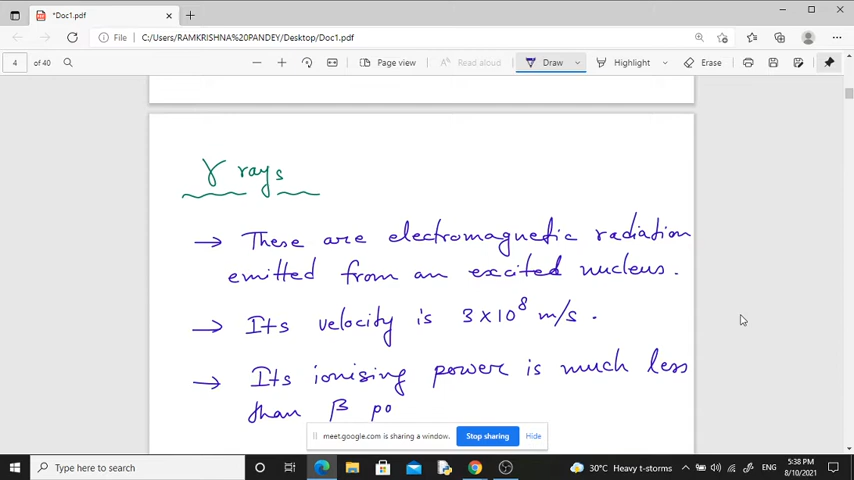 *Doc1.pdf
File
C:/Users/RAMKRISHNA%20PANDEY/Desktop/Doc1.pdf
4 of 40
Page view
Read aloud
Draw
Highlight
Erase
γ rays
→ These are electromagnetic radiation
emitted from an excited nucleus.
→ Its velocity is 3×10⁸ m/s.
→ Its ionising power is much less
than β po
meet.google.com is sharing a window.
Stop sharing
Hide
Type here to search
30°C Heavy t-storms
ENG
5:38 PM
8/10/2021